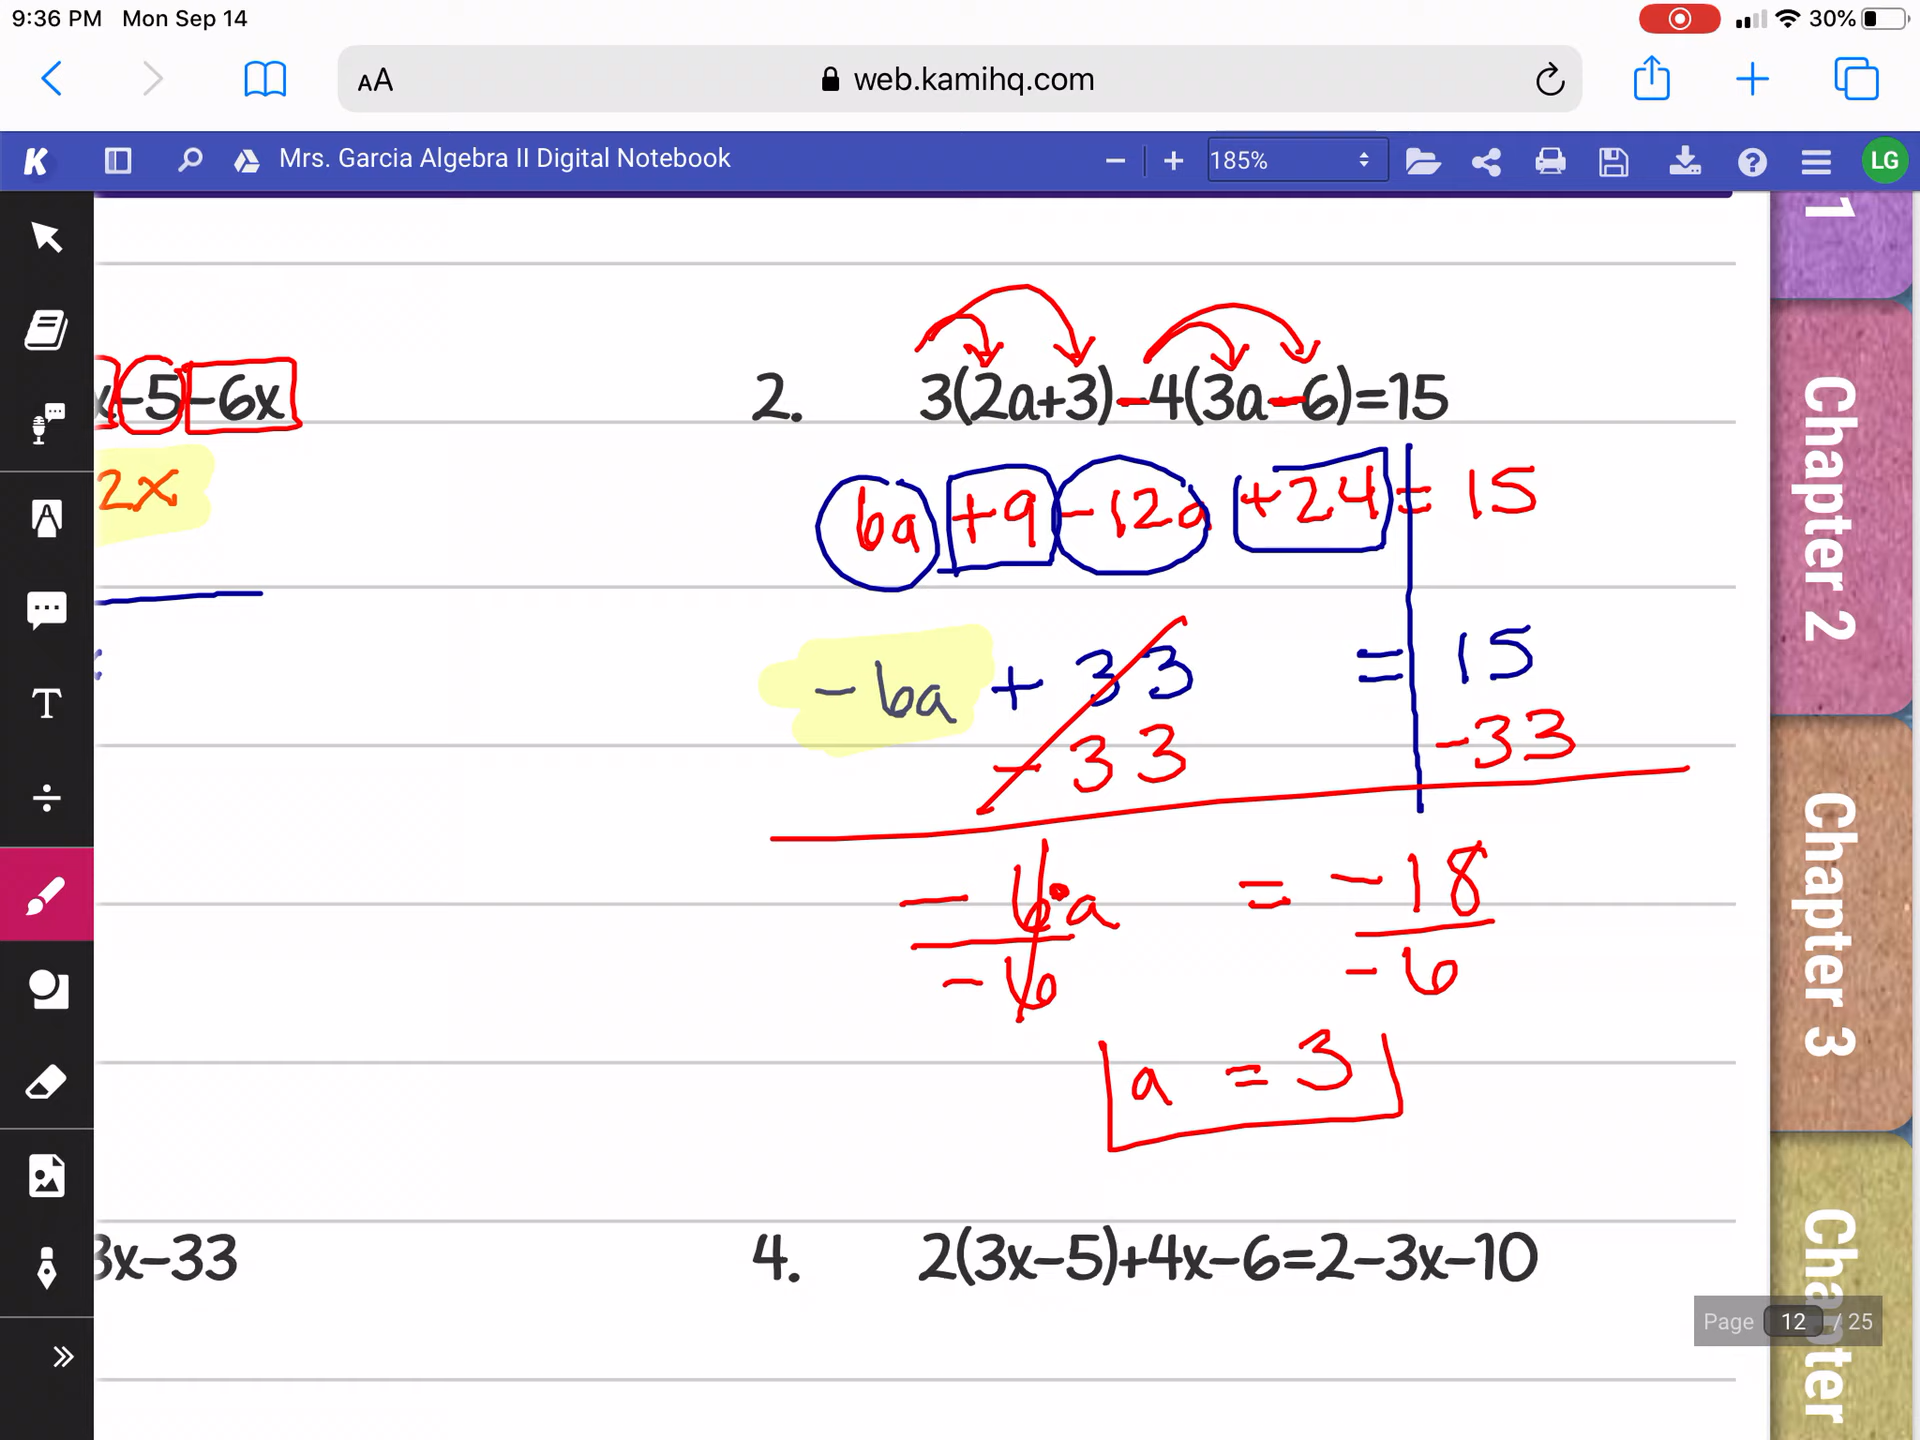 9:36 PM Mon Sep 14
30%
AA
web.kamihq.com
K
Mrs. Garcia Algebra II Digital Notebook
185%
LG
1
x-5-6x
2. 3(2a+3)-4(3a-6)=15
2x
6a +9 -12a +24 = 15
-6a + 33 = 15
-33 -33
-6•a = -18
-6 -6
a = 3
3x-33
4. 2(3x-5)+4x-6=2-3x-10
Page 12 / 25
Chapter 2
Chapter 3
Chapter